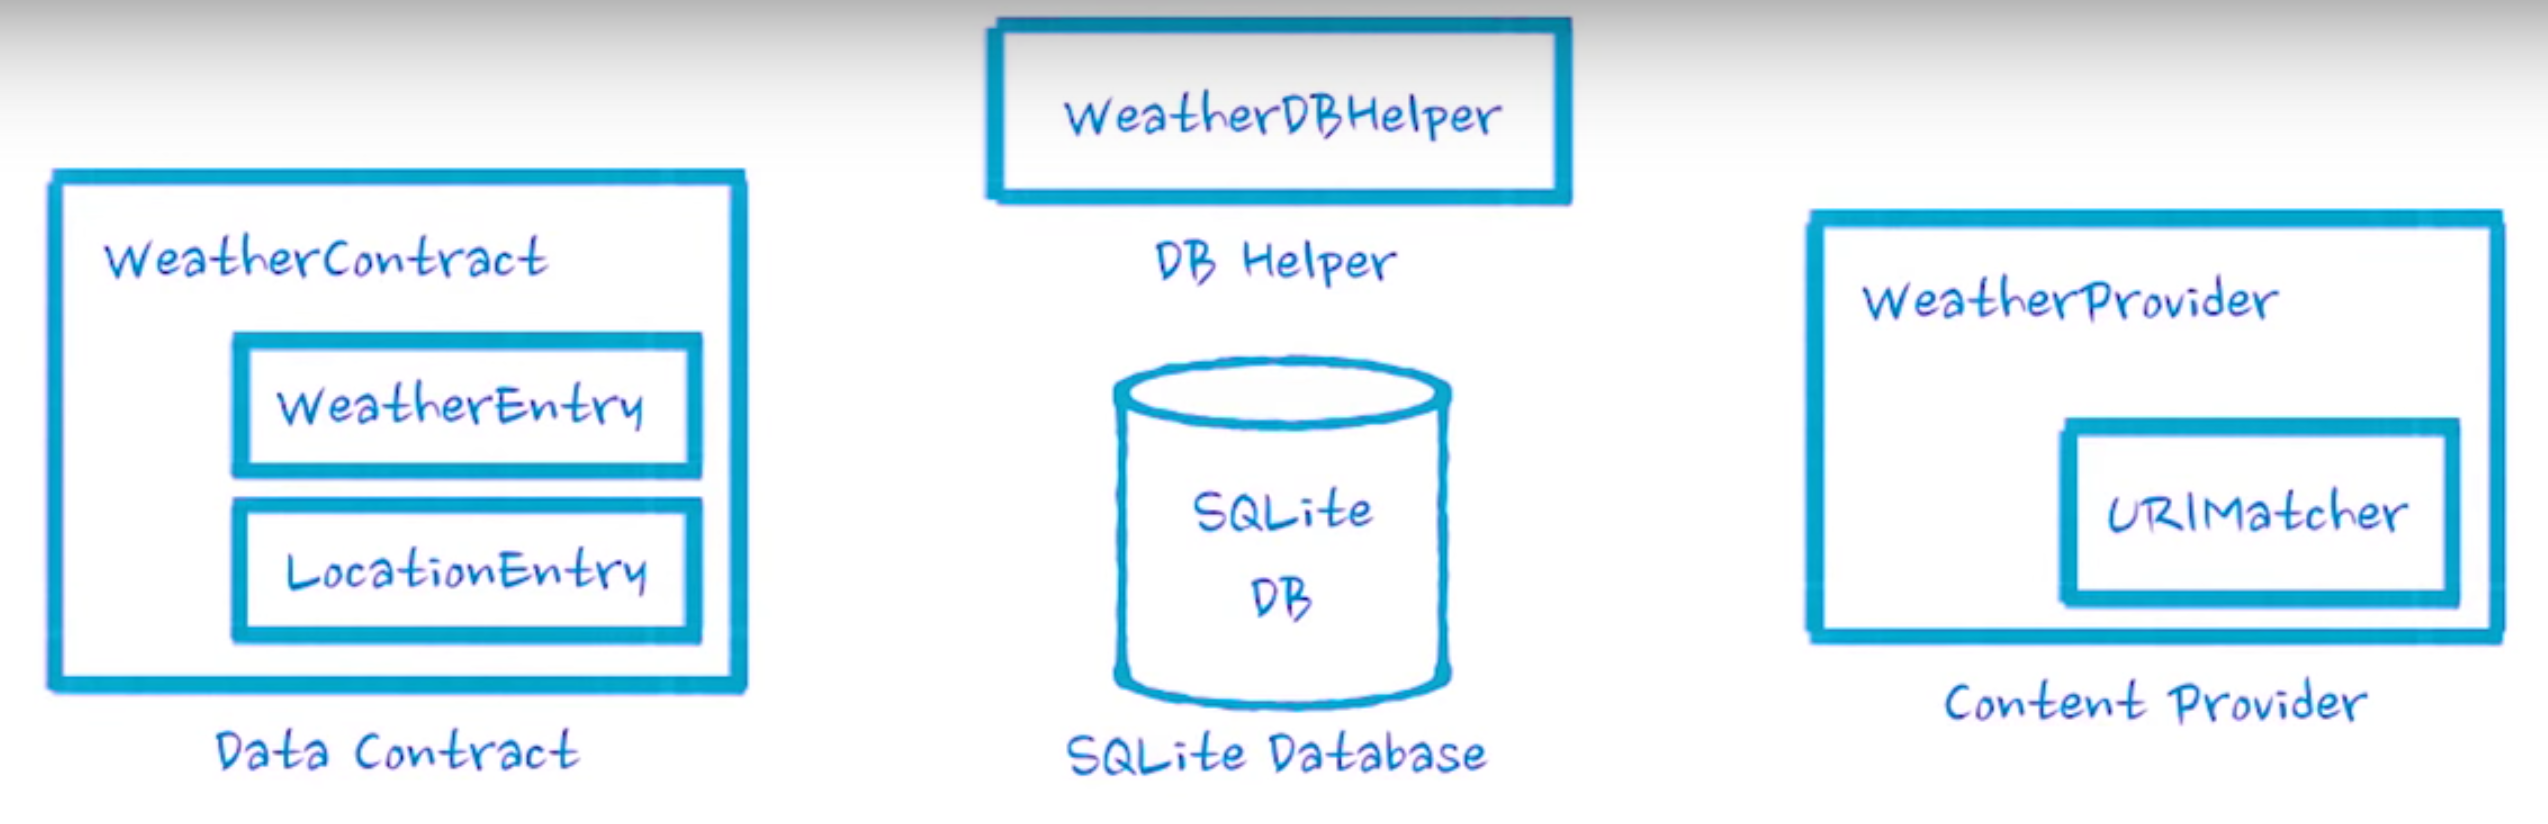 WeatherContract
WeatherEntry
LocationEntry
Data Contract
WeatherDBHelper
DB Helper
SQLite
DB
SQLite Database
WeatherProvider
URIMatcher
Content Provider